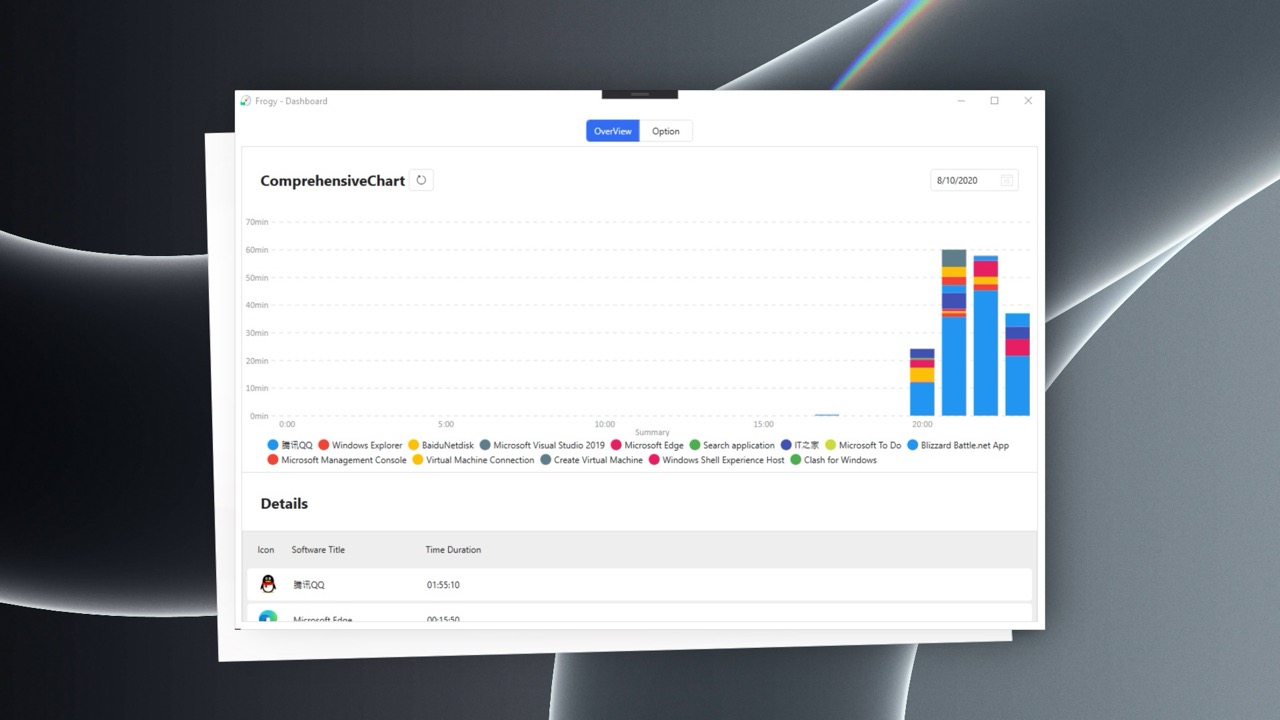 Frogy - Dashboard
OverView Option
ComprehensiveChart
8/10/2020
70min
60min
50min
40min
30min
20min
10min
0min
0:00 5:00 10:00 15:00 20:00
Summary
腾讯QQ Windows Explorer BaiduNetdisk Microsoft Visual Studio 2019 Microsoft Edge Search application IT之家 Microsoft To Do Blizzard Battle.net App
Microsoft Management Console Virtual Machine Connection Create Virtual Machine Windows Shell Experience Host Clash for Windows
Details
Icon Software Title Time Duration
腾讯QQ 01:55:10
Microsoft Edge 00:15:50